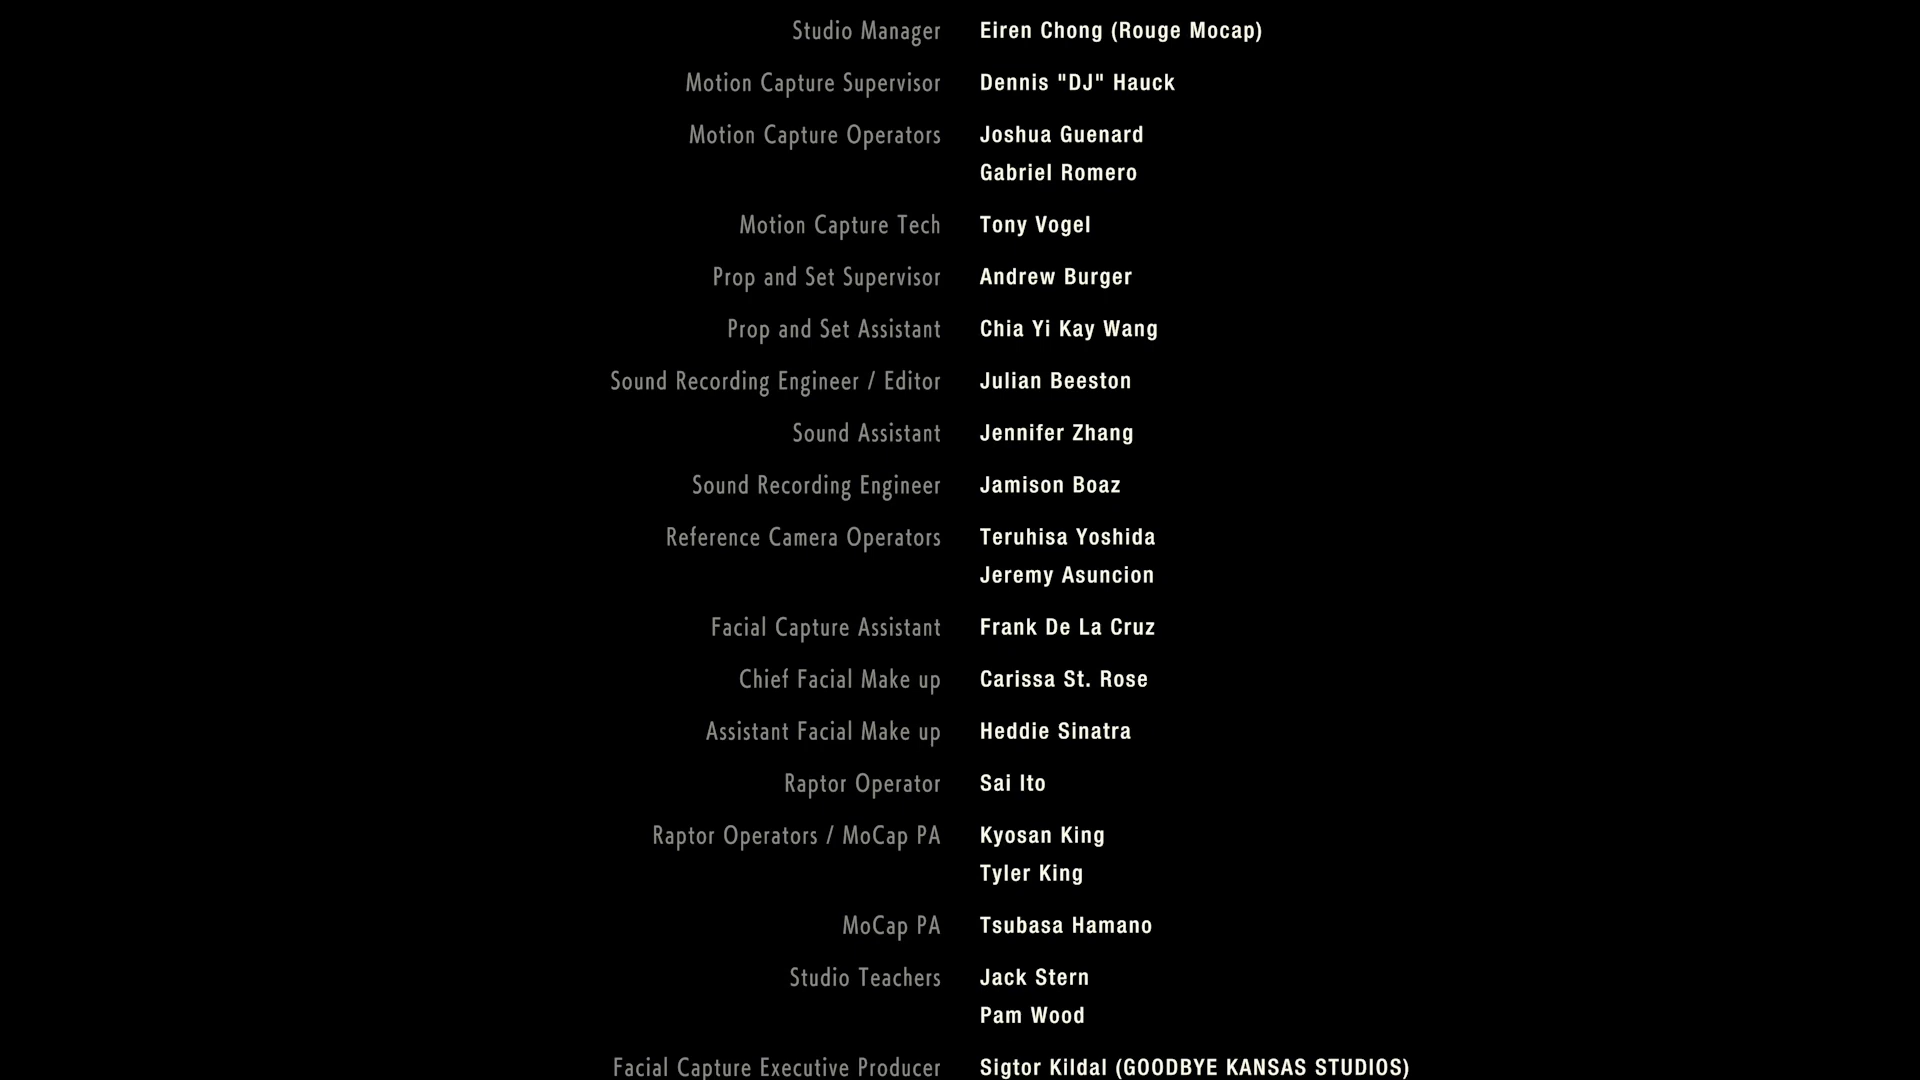 Studio Manager Eiren Chong (Rouge Mocap)
Motion Capture Supervisor Dennis "DJ" Hauck
Motion Capture Operators Joshua Guenard
Gabriel Romero
Motion Capture Tech Tony Vogel
Prop and Set Supervisor Andrew Burger
Prop and Set Assistant Chia Yi Kay Wang
Sound Recording Engineer / Editor Julian Beeston
Sound Assistant Jennifer Zhang
Sound Recording Engineer Jamison Boaz
Reference Camera Operators Teruhisa Yoshida
Jeremy Asuncion
Facial Capture Assistant Frank De La Cruz
Chief Facial Make up Carissa St. Rose
Assistant Facial Make up Heddie Sinatra
Raptor Operator Sai Ito
Raptor Operators / MoCap PA Kyosan King
Tyler King
MoCap PA Tsubasa Hamano
Studio Teachers Jack Stern
Pam Wood
Facial Capture Executive Producer Sigtor Kildal (GOODBYE KANSAS STUDIOS)